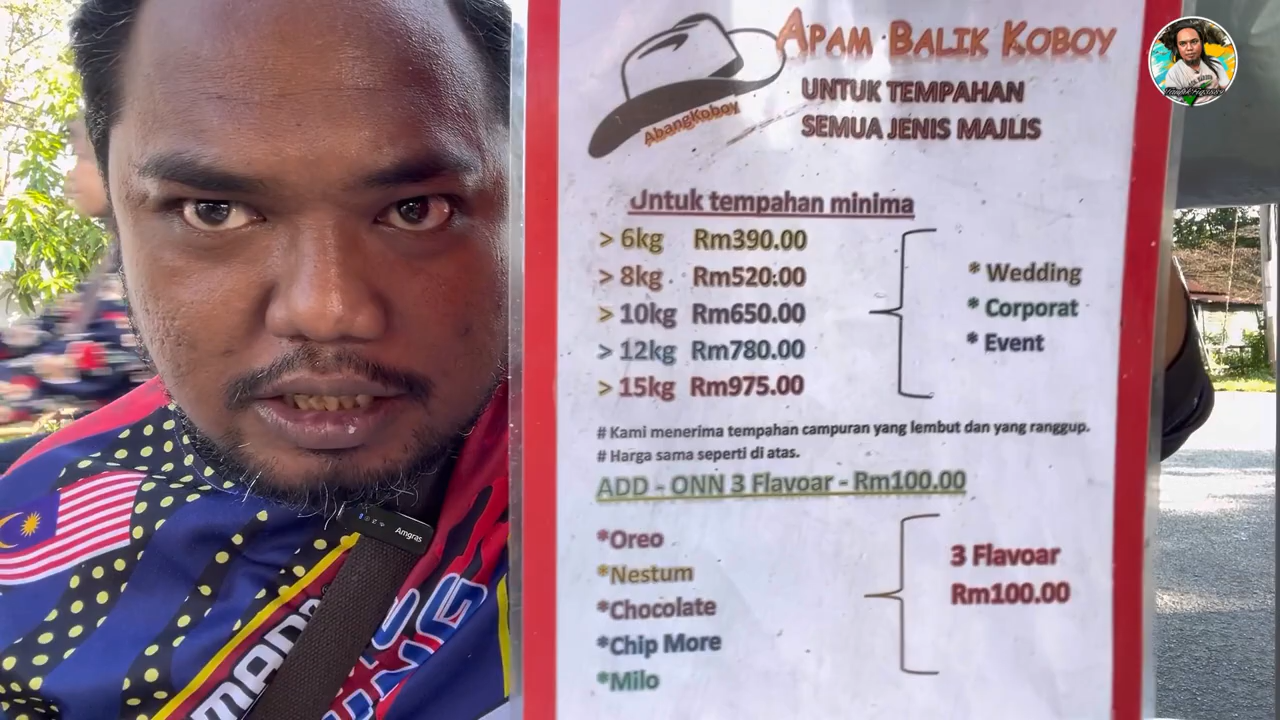 APAM BALIK KOBOY
AbangKoboy
UNTUK TEMPAHAN
SEMUA JENIS MAJLIS
Untuk tempahan minima
> 6kg Rm390.00
> 8kg Rm520:00
> 10kg Rm650.00
> 12kg Rm780.00
> 15kg Rm975.00
* Wedding
* Corporat
* Event
# Kami menerima tempahan campuran yang lembut dan yang ranggup.
# Harga sama seperti di atas.
ADD - ONN 3 Flavoar - Rm100.00
*Oreo
*Nestum
*Chocolate
*Chip More
*Milo
3 Flavoar
Rm100.00
Amgras